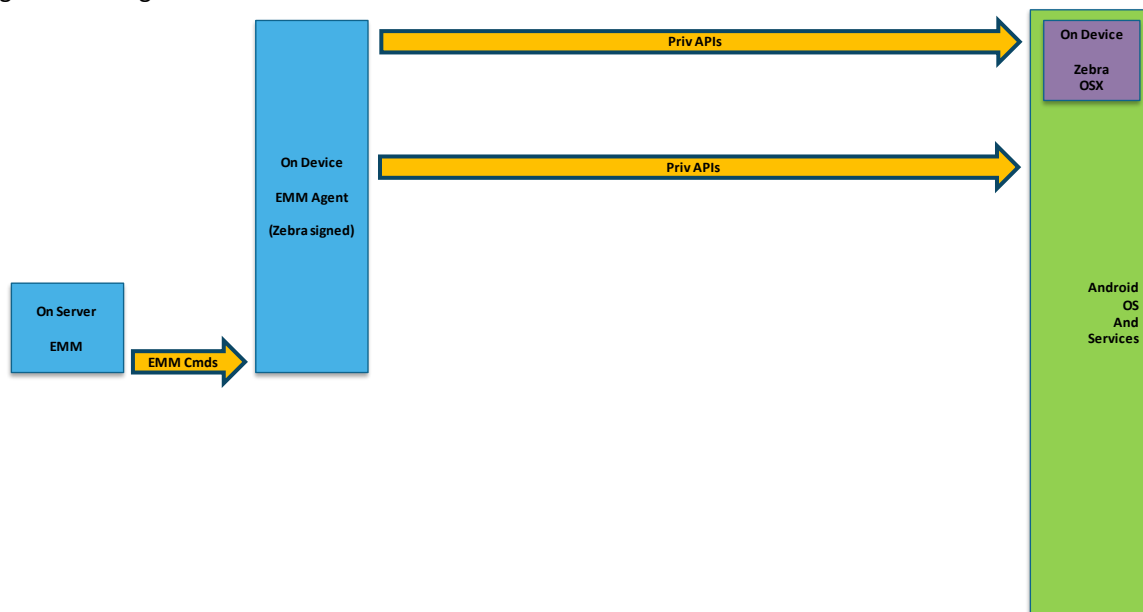 Priv APIs
On Device
Zebra
OSX
On Device
EMM Agent
(Zebra signed)
Priv APIs
On Server
EMM
EMM Cmds
Android
OS
And
Services